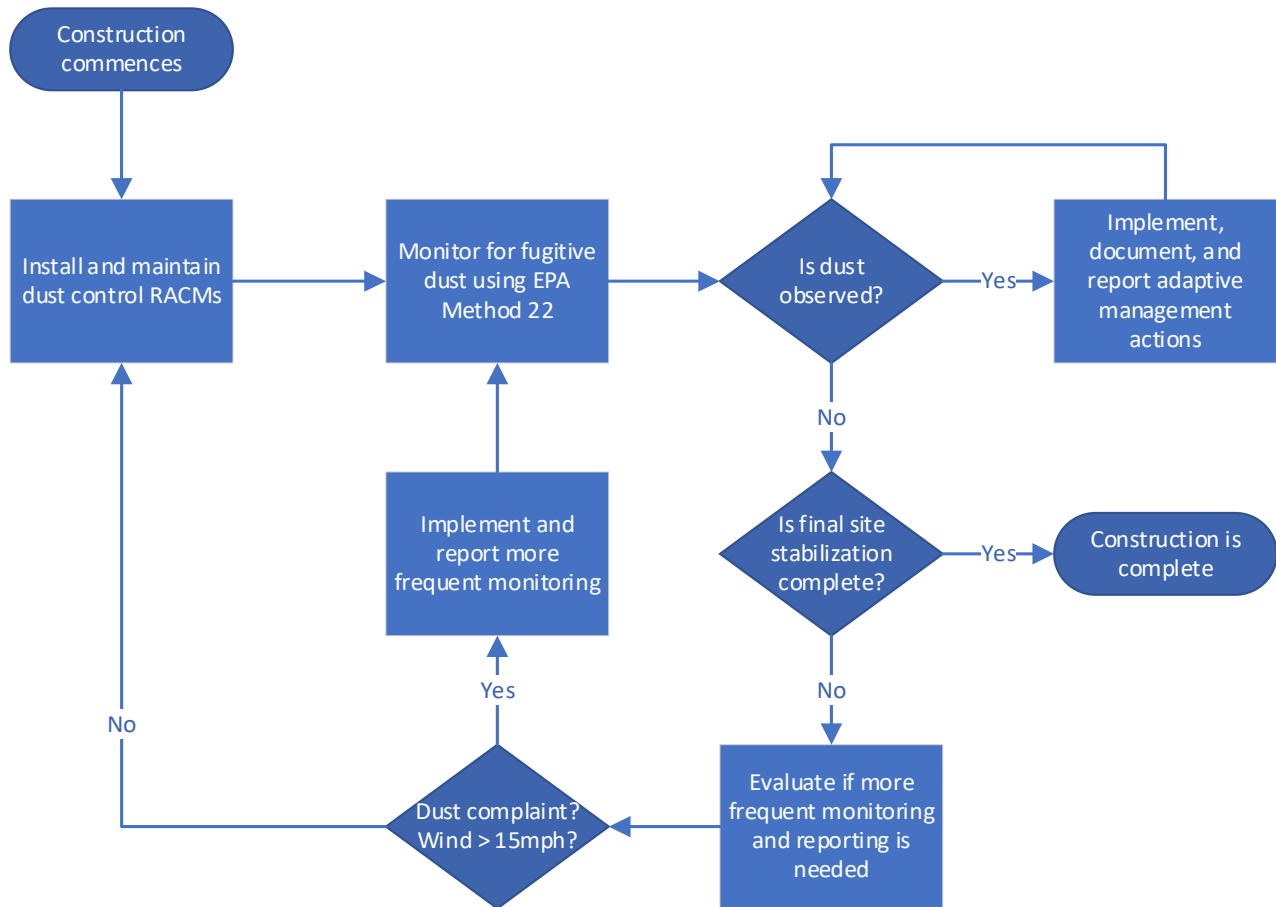 Construction
commences
Install and maintain
dust control RACMs
Monitor for fugitive
dust using EPA
Method 22
Is dust
observed?
Yes
Implement,
document, and
report adaptive
management
actions
No
Implement and
report more
frequent monitoring
Is final site
stabilization
complete?
Yes
Construction is
complete
No
Yes
No
Dust complaint?
Wind > 15mph?
Evaluate if more
frequent monitoring
and reporting is
needed